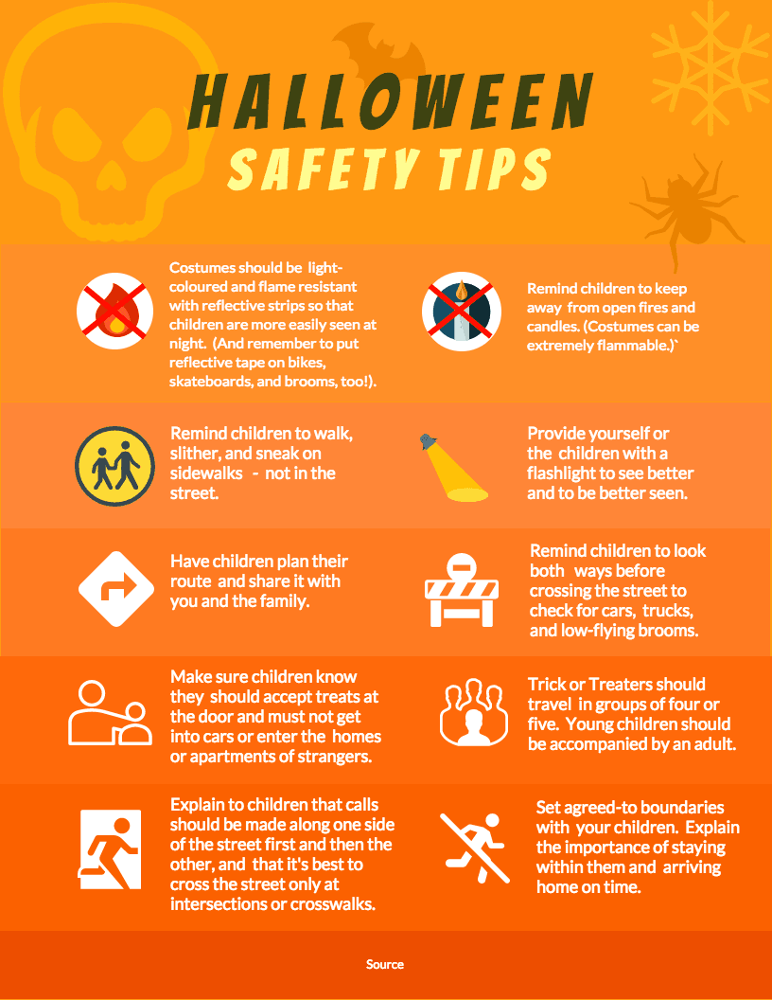 HALLOWEEN
SAFETY TIPS
Costumes should be light-
coloured and flame resistant
with reflective strips so that
children are more easily seen at
night. (And remember to put
reflective tape on bikes,
skateboards, and brooms, too!).
Remind children to keep
away from open fires and
candles. (Costumes can be
extremely flammable.)`
Remind children to walk,
slither, and sneak on
sidewalks - not in the
street.
Provide yourself or
the children with a
flashlight to see better
and to be better seen.
Have children plan their
route and share it with
you and the family.
Remind children to look
both ways before
crossing the street to
check for cars, trucks,
and low-flying brooms.
Make sure children know
they should accept treats at
the door and must not get
into cars or enter the homes
or apartments of strangers.
Trick or Treaters should
travel in groups of four or
five. Young children should
be accompanied by an adult.
Explain to children that calls
should be made along one side
of the street first and then the
other, and that it's best to
cross the street only at
intersections or crosswalks.
Set agreed-to boundaries
with your children. Explain
the importance of staying
within them and arriving
home on time.
Source